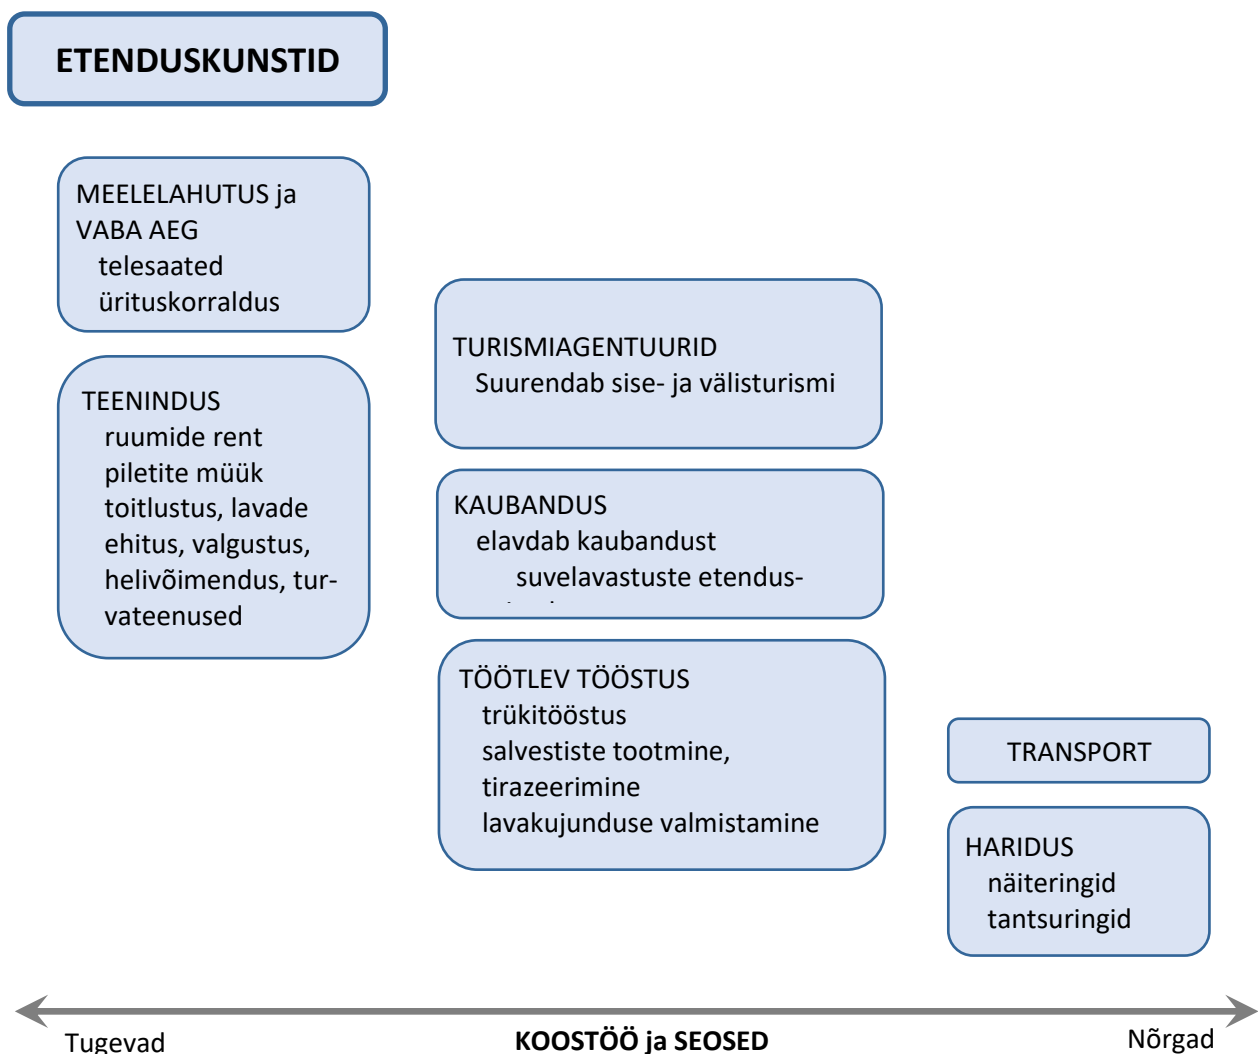 ETENDUSKUNSTID
MEELELAHUTUS ja
VABA AEG
telesaated
ürituskorraldus
TEENINDUS
ruumide rent
piletite müük
toitlustus, lavade
ehitus, valgustus,
helivõimendus, tur-
vateenused
TURISMIAGENTUURID
Suurendab sise- ja välisturismi
KAUBANDUS
elavdab kaubandust
suvelavastuste etendus-
TÖÖTLEV TÖÖSTUS
trükitööstus
salvestiste tootmine,
tirazeerimine
lavakujunduse valmistamine
TRANSPORT
HARIDUS
näiteringid
tantsuringid
Tugevad
KOOSTÖÖ ja SEOSED
Nõrgad